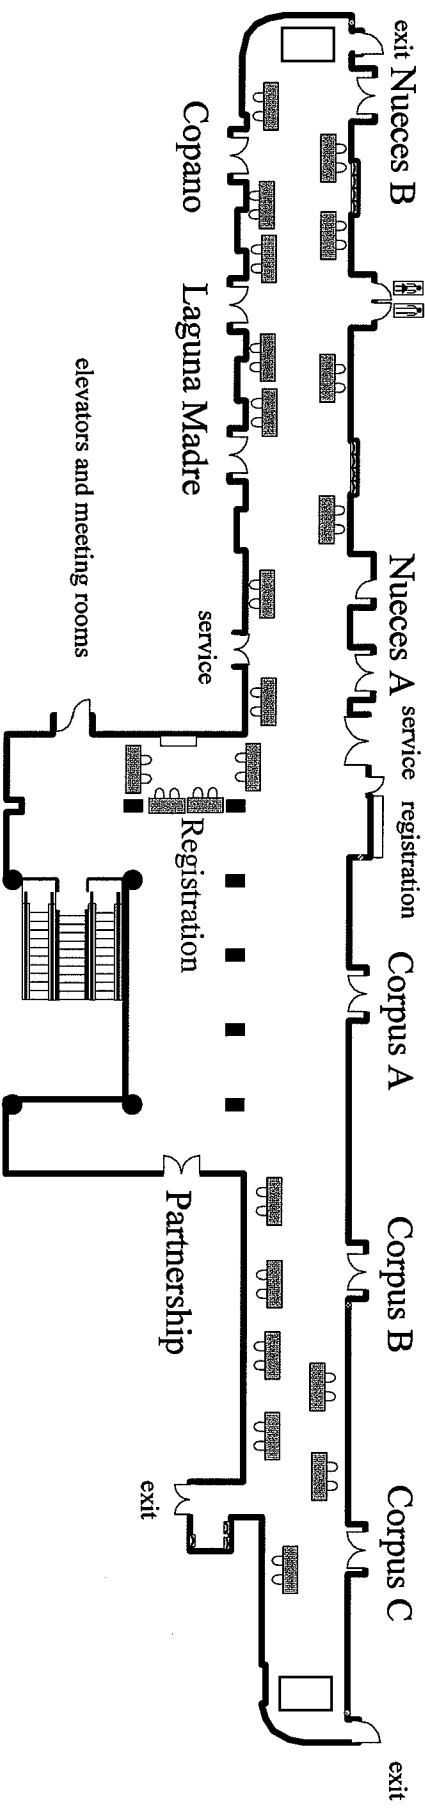 exit
Nueces B
Copano
Laguna Madre
elevators and meeting rooms
Nueces A
service
service
registration
Registration
Corpus A
Corpus B
Partnership
Corpus C
exit
exit